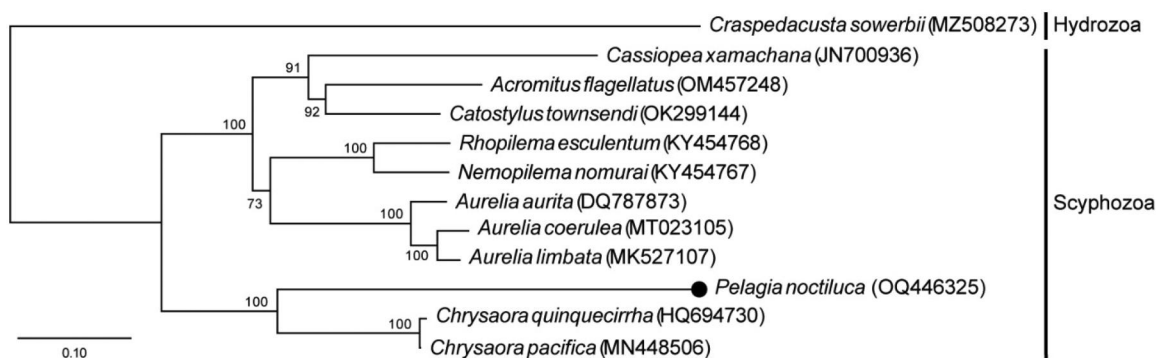 Craspedacusta sowerbii (MZ508273) Hydrozoa
Cassiopea xamachana (JN700936)
91
Acromitus flagellatus (OM457248)
92 Catostylus townsendi (OK299144)
100
Rhopilema esculentum (KY454768)
100
Nemopilema nomurai (KY454767)
73 Aurelia aurita (DQ787873) Scyphozoa
100
Aurelia coerulea (MT023105)
100 Aurelia limbata (MK527107)
Pelagia noctiluca (OQ446325)
100
Chrysaora quinquecirrha (HQ694730)
100
Chrysaora pacifica (MN448506)
0.10